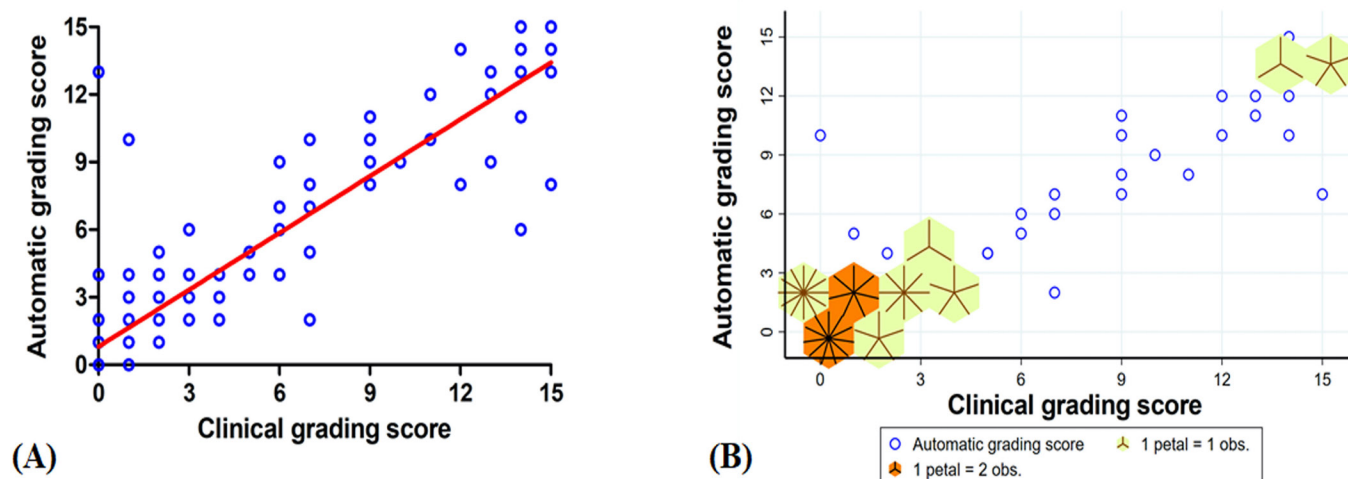 15
12
9
6
3
0
Automatic grading score
0 3 6 9 12 15
Clinical grading score
(A)
15
12
9
6
3
0
Automatic grading score
0 3 6 9 12 15
Clinical grading score
Automatic grading score 1 petal = 1 obs.
1 petal = 2 obs.
(B)